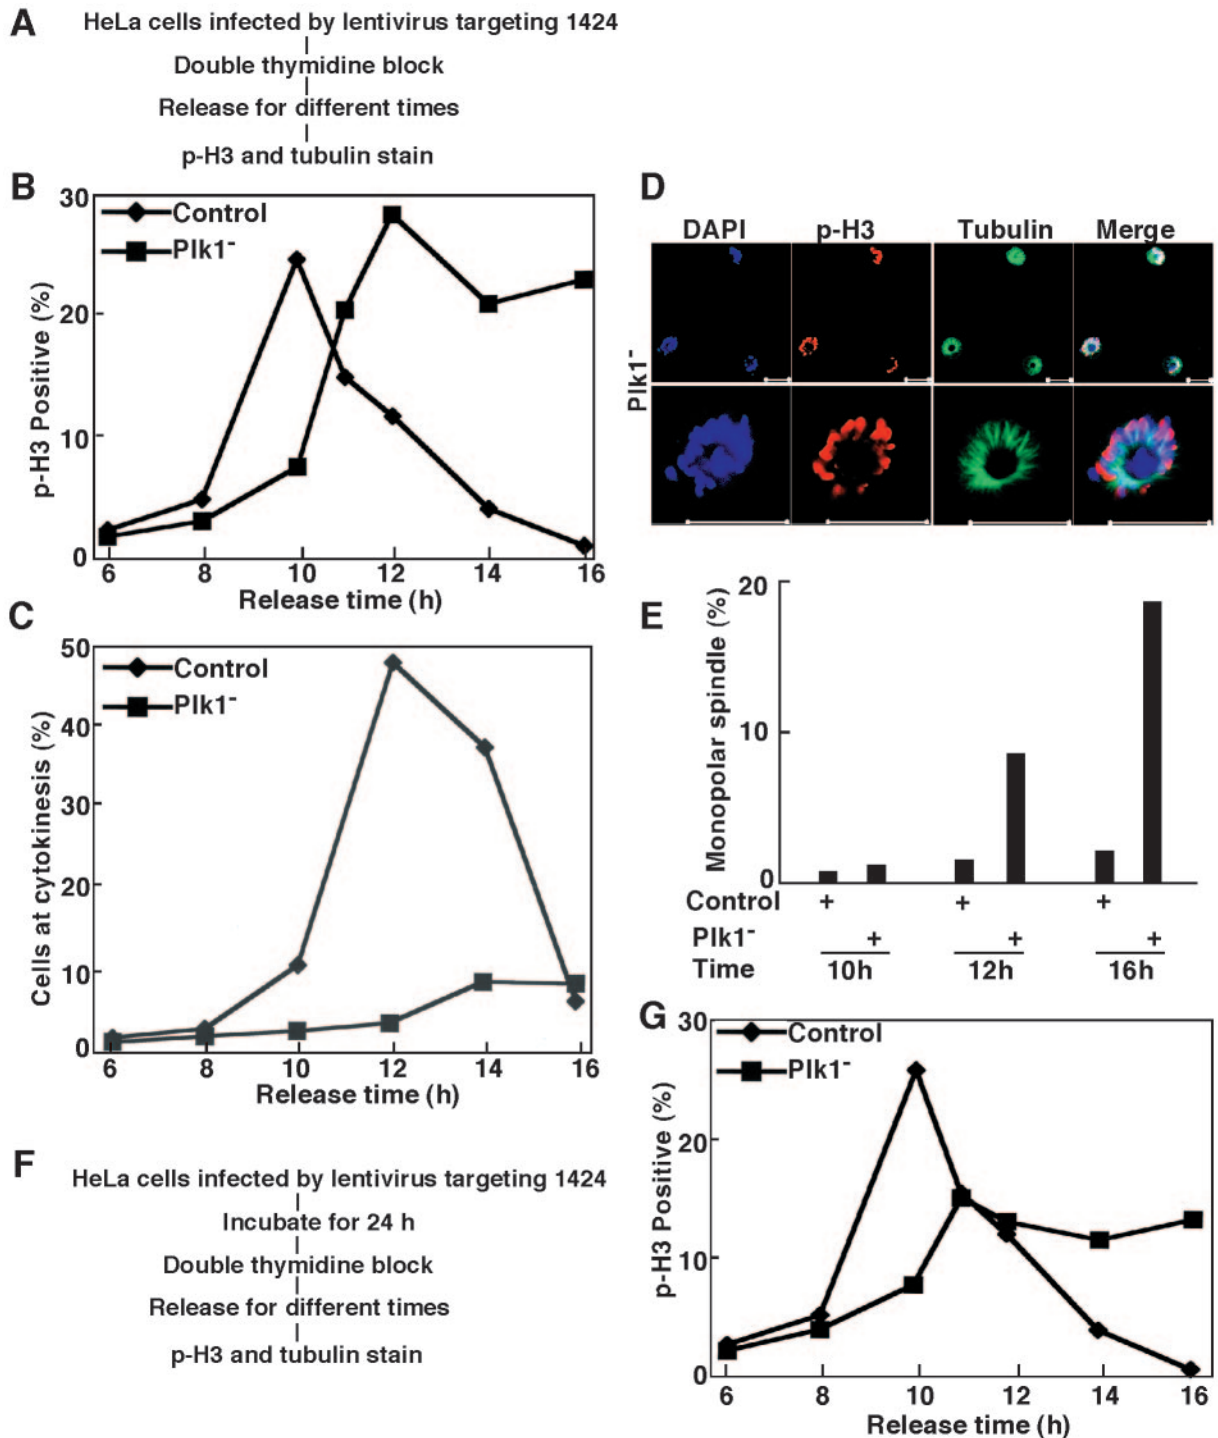 A
HeLa cells infected by lentivirus targeting 1424
Double thymidine block
Release for different times
p-H3 and tubulin stain
B
30
20
10
0
p-H3 Positive (%)
Control
Plk1-
6 8 10 12 14 16
Release time (h)
C
50
40
30
20
10
0
Cells at cytokinesis (%)
Control
Plk1-
6 8 10 12 14 16
Release time (h)
D
DAPI p-H3 Tubulin Merge
Plk1-
E
20
10
0
Monopolar spindle (%)
Control + + +
Plk1- + + +
Time 10h 12h 16h
F
HeLa cells infected by lentivirus targeting 1424
Incubate for 24 h
Double thymidine block
Release for different times
p-H3 and tubulin stain
G
30
20
10
0
p-H3 Positive (%)
Control
Plk1-
6 8 10 12 14 16
Release time (h)